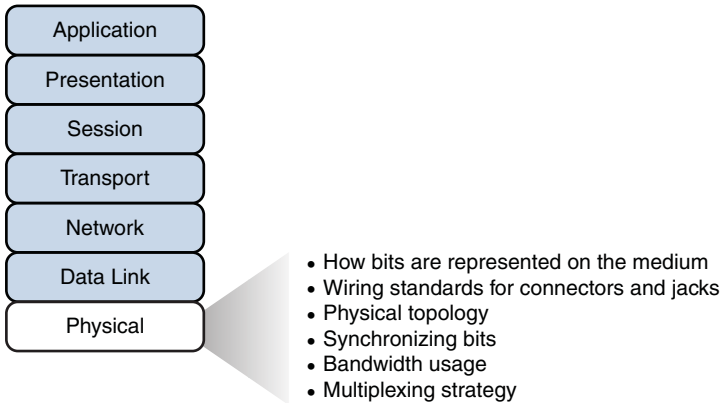 Application
Presentation
Session
Transport
Network
Data Link
Physical
• How bits are represented on the medium
• Wiring standards for connectors and jacks
• Physical topology
• Synchronizing bits
• Bandwidth usage
• Multiplexing strategy